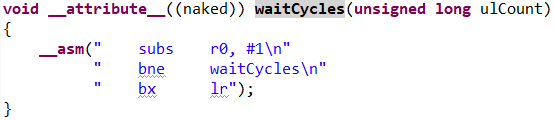 void __attribute__((naked)) waitCycles(unsigned long ulCount)
{
    __asm("    subs    r0, #1\n"
          "    bne     waitCycles\n"
          "    bx      lr");
}